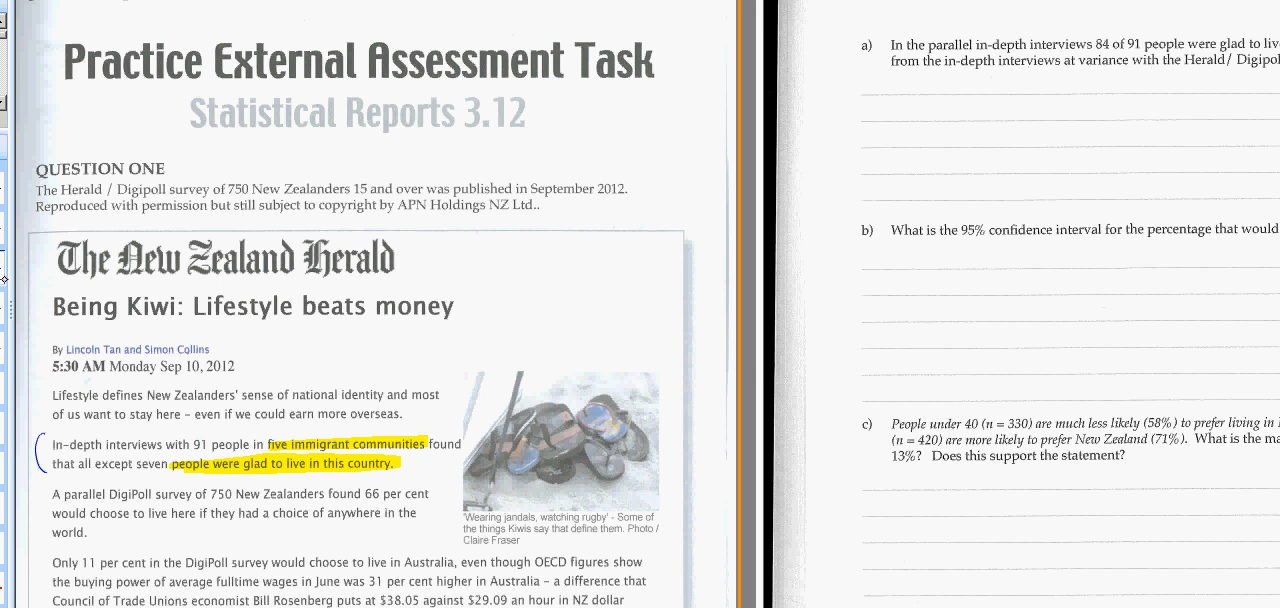 Practice External Assessment Task
Statistical Reports 3.12
QUESTION ONE
The Herald / Digipoll survey of 750 New Zealanders 15 and over was published in September 2012.
Reproduced with permission but still subject to copyright by APN Holdings NZ Ltd..
The New Zealand Herald
Being Kiwi: Lifestyle beats money
By Lincoln Tan and Simon Collins
5:30 AM Monday Sep 10, 2012
Lifestyle defines New Zealanders' sense of national identity and most
of us want to stay here – even if we could earn more overseas.
In-depth interviews with 91 people in five immigrant communities found
that all except seven people were glad to live in this country.
A parallel DigiPoll survey of 750 New Zealanders found 66 per cent
would choose to live here if they had a choice of anywhere in the
world.
'Wearing jandals, watching rugby' - Some of
the things Kiwis say that define them. Photo /
Claire Fraser
Only 11 per cent in the DigiPoll survey would choose to live in Australia, even though OECD figures show
the buying power of average fulltime wages in June was 31 per cent higher in Australia – a difference that
Council of Trade Unions economist Bill Rosenberg puts at $38.05 against $29.09 an hour in NZ dollar
a) In the parallel in-depth interviews 84 of 91 people were glad to liv
from the in-depth interviews at variance with the Herald/ Digipol
b) What is the 95% confidence interval for the percentage that would
c) People under 40 (n = 330) are much less likely (58%) to prefer living in
(n = 420) are more likely to prefer New Zealand (71%). What is the ma
13%? Does this support the statement?